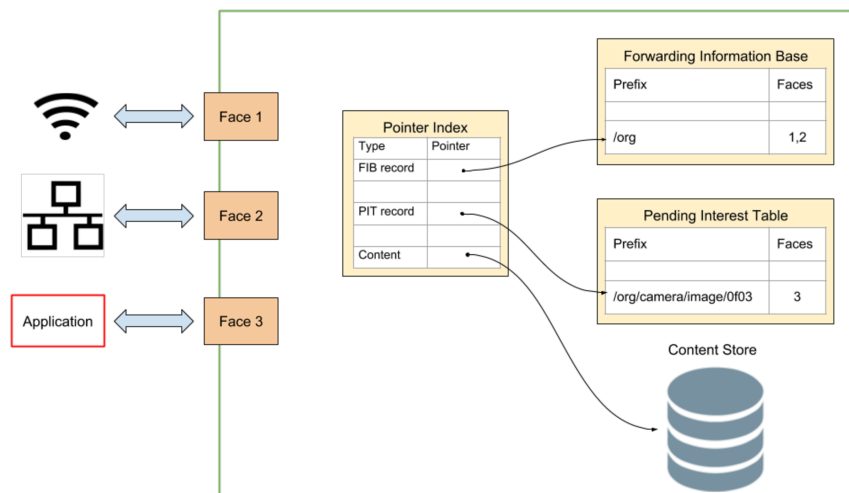 Forwarding Information Base
Prefix Faces
/org 1,2
Face 1
Pointer Index
Type Pointer
FIB record
PIT record
Content
Face 2
Pending Interest Table
Prefix Faces
/org/camera/image/0f03 3
Application
Face 3
Content Store